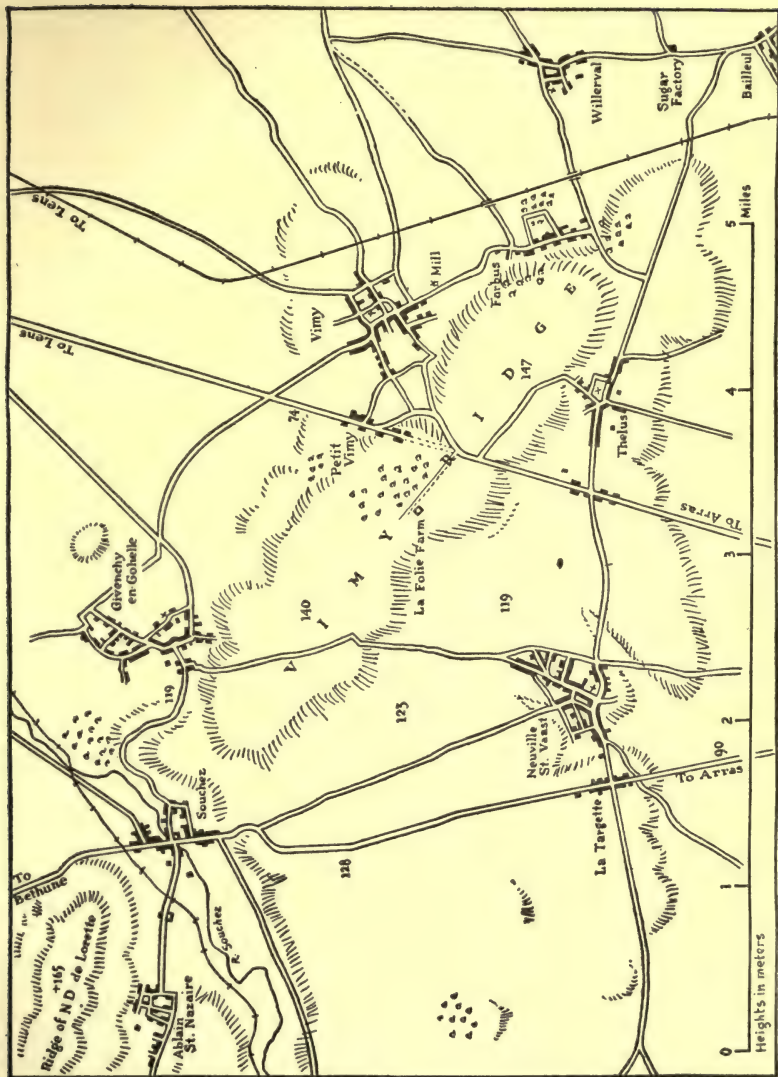 Ridge of N D de Lorette
+165
To
Bethune
Ablain
St. Nazaire
R. Souchez
Souchez
119
Givenchy
en-Gohelle
To Lens
To Lens
74
Petit
Vimy
Vimy
Mill
140
VIMY RIDGE
La Folie Farm
147
Farbus
Willerval
Sugar
Factory
Bailleul
128
125
119
Neuville
St. Vaast
La Targette
90
To Arras
To Arras
Thelus
0 1 2 3 4 5 Miles
Heights in meters